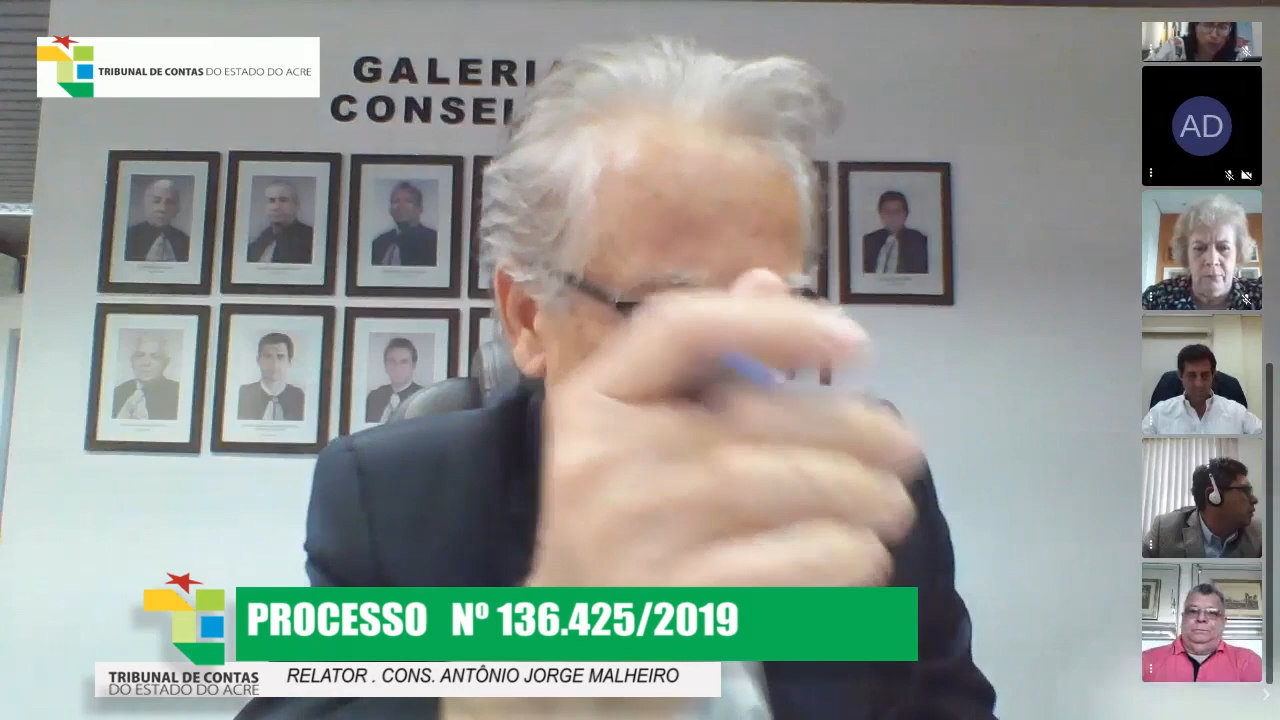 TRIBUNAL DE CONTAS DO ESTADO DO ACRE
GALERI
CONSEL
AD
PROCESSO Nº 136.425/2019
RELATOR . CONS. ANTÔNIO JORGE MALHEIRO
TRIBUNAL DE CONTAS
DO ESTADO DO ACRE